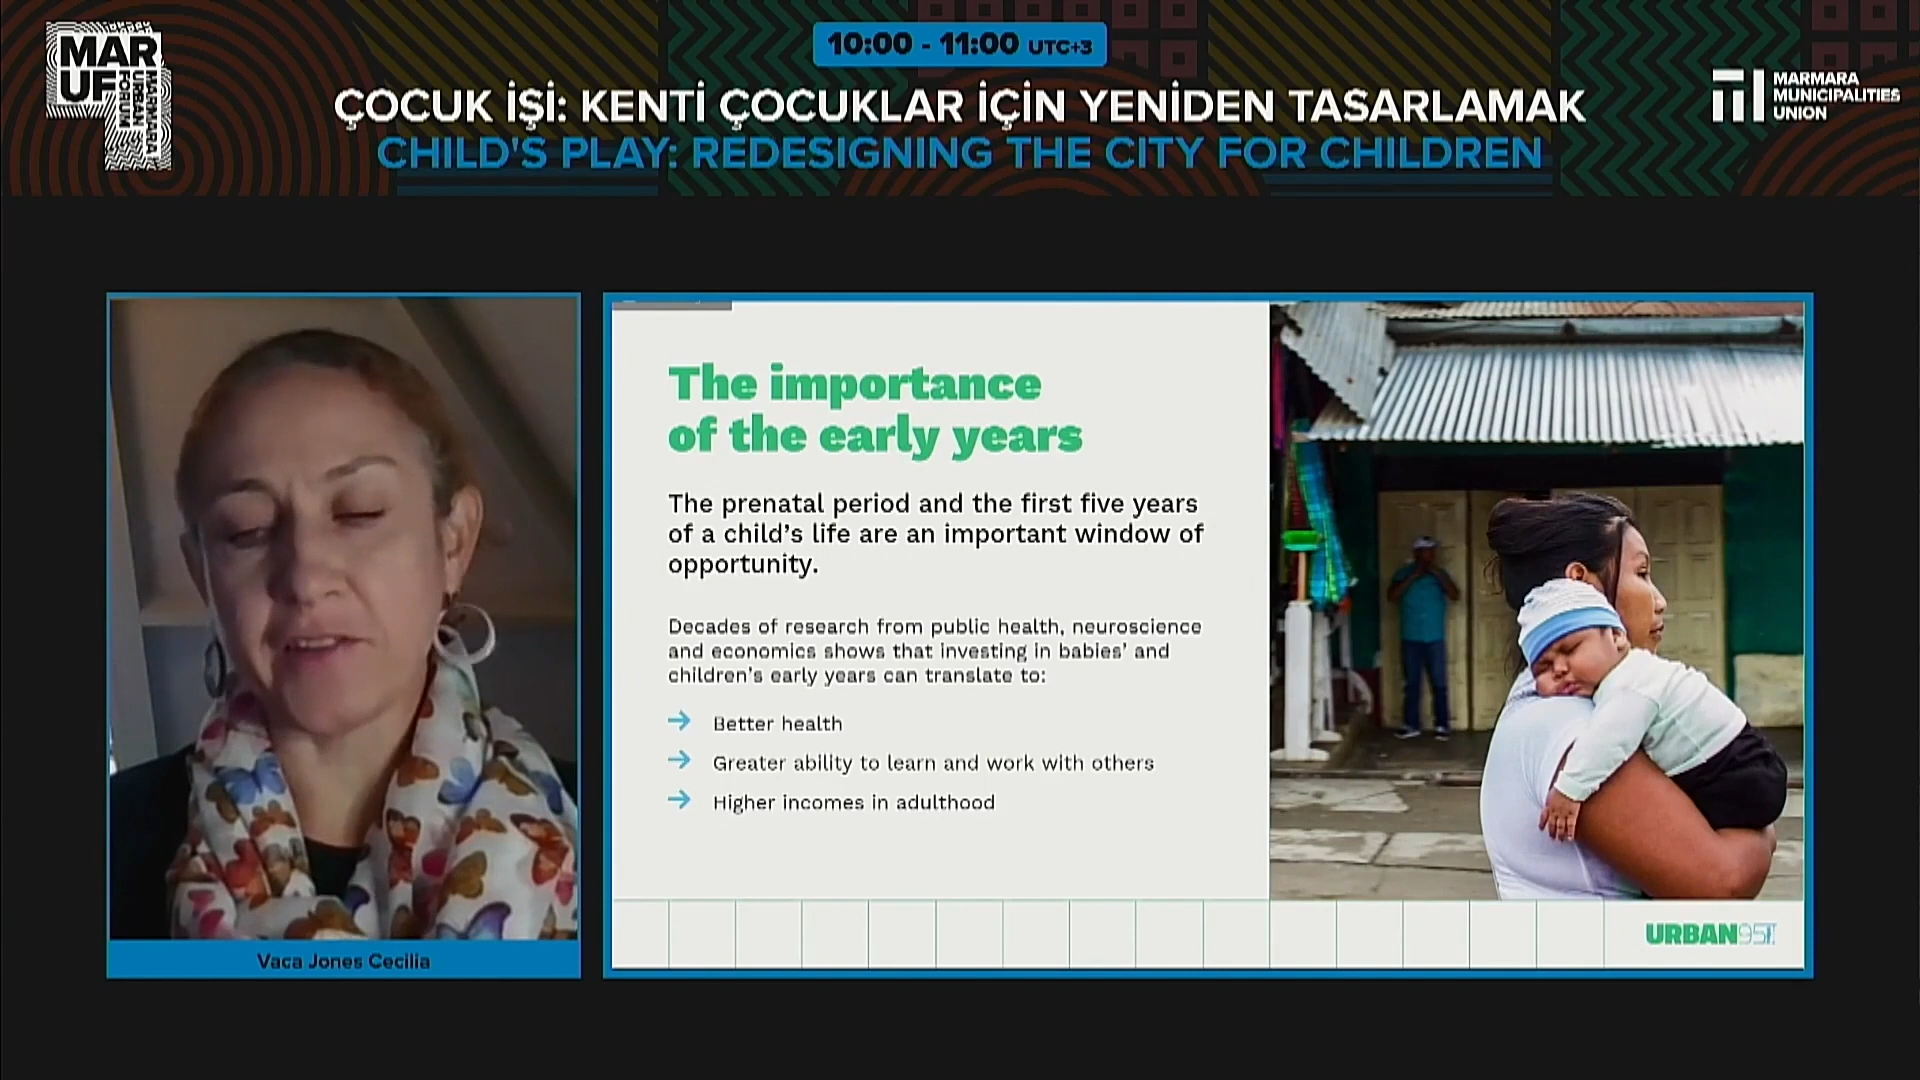 MAR
UF
MARMARA
URBAN
FORUM
10:00 - 11:00 UTC+3
ÇOCUK İŞİ: KENTİ ÇOCUKLAR İÇİN YENİDEN TASARLAMAK
CHILD'S PLAY: REDESIGNING THE CITY FOR CHILDREN
MARMARA
MUNICIPALITIES
UNION
The importance
of the early years
The prenatal period and the first five years
of a child's life are an important window of
opportunity.
Decades of research from public health, neuroscience
and economics shows that investing in babies' and
children's early years can translate to:
→ Better health
→ Greater ability to learn and work with others
→ Higher incomes in adulthood
URBAN95
Vaca Jones Cecilia